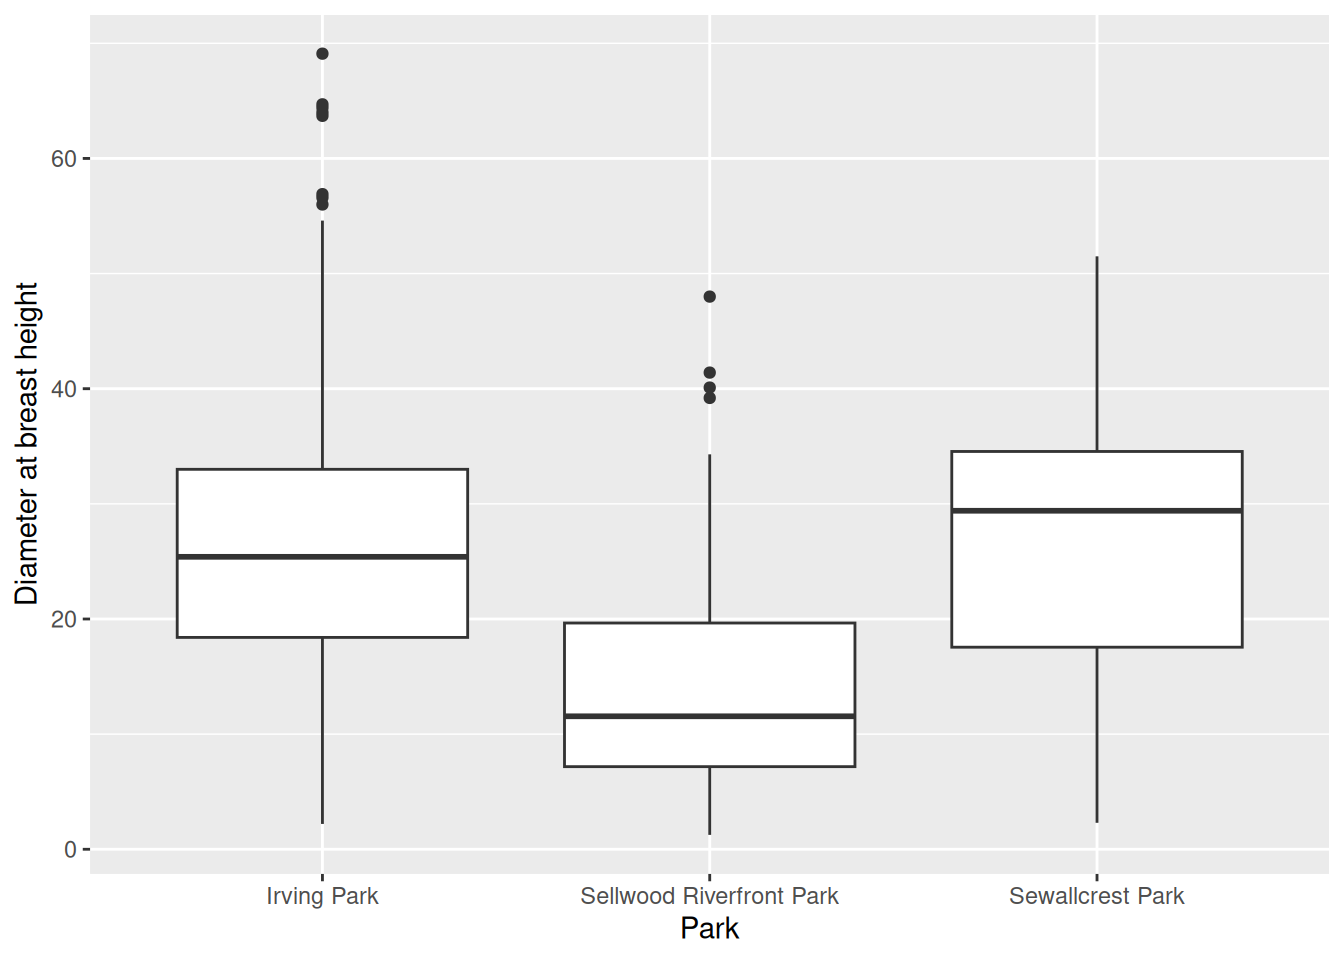 Diameter at breast height
60
40
20
0
Irving Park
Sellwood Riverfront Park
Sewallcrest Park
Park